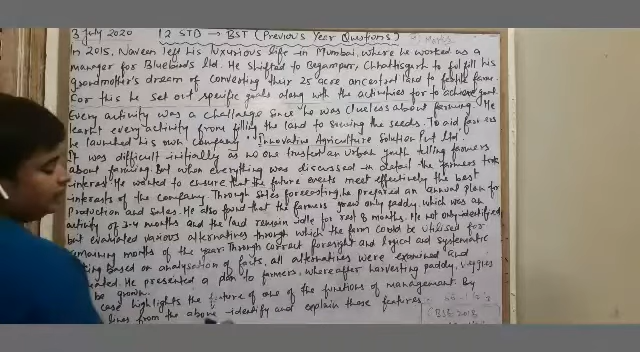 3 July 2020 12 STD → BST (Previous Year Questions) 5 Marks
In 2015, Naveen left his luxurious life in Mumbai, where he worked as a
manager for Bluebirds Ltd. He shifted to Begampur, Chhattisgarh to fulfill his
grandmother's dream of converting their 25 acre ancestral land to fertile farm.
For this he set out specific goals along with the activities for to achieve goal.
Every activity was a challenge since he was clueless about farming. He
learnt every activity from filling the land to sowing the seeds. To aid farmers
he launched his own company "Innovative Agriculture Solution Pvt Ltd.
It was difficult initially as no one trusted an urban youth telling farmers
about farming. But when everything was discussed in detail the farmers took
interest. He wanted to ensure that the future events meet effectively the best
interests of the company. Through sales forecasting, he prepared an annual plan for
production and sales. He also found that the farmers grew only paddy, which was an
activity of 3-4 months and the land remain idle for rest 8 months. He not only identified
but evaluated various alternatives through which the farm could be utilised for
remaining months of the year. Through correct foresight and logical and systematic
based on analysation of facts, all alternatives were examined and
He presented a plan to farmers, where after harvesting paddy, veggies
be grown.
case highlights the feature of one of the functions of management. By
lines from the above identify and explain these features
CBSE 2018